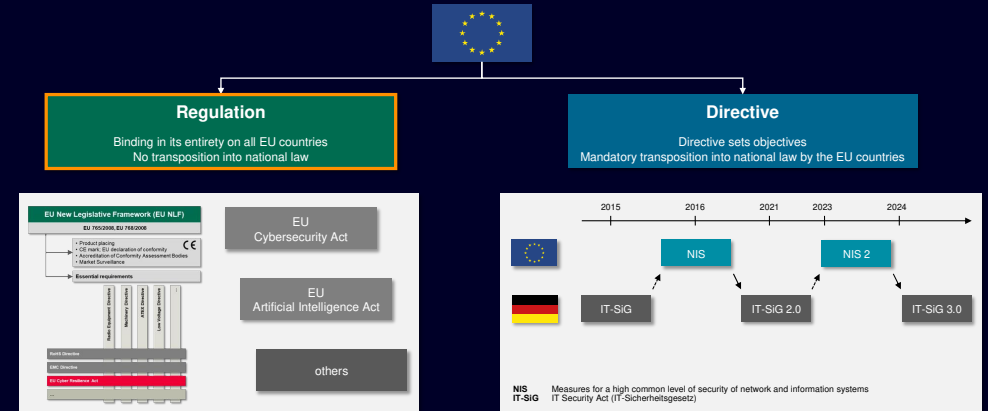 Regulation
Binding in its entirety on all EU countries
No transposition into national law
Directive
Directive sets objectives
Mandatory transposition into national law by the EU countries
EU New Legislative Framework (EU NLF)
EU 765/2008, EU 768/2008
• Product placing
• CE mark; EU declaration of conformity
• Accreditation of Conformity Assessment Bodies
• Market Surveillance
CE
Essential requirements
Radio Equipment Directive
Machinery Directive
ATEX Directive
Low Voltage Directive
...
RoHS Directive
EMC Directive
EU Cyber Resilience Act
...
EU
Cybersecurity Act
EU
Artificial Intelligence Act
others
2015 2016 2021 2023 2024
NIS NIS 2
IT-SiG IT-SiG 2.0 IT-SiG 3.0
NIS Measures for a high common level of security of network and information systems
IT-SiG IT Security Act (IT-Sicherheitsgesetz)